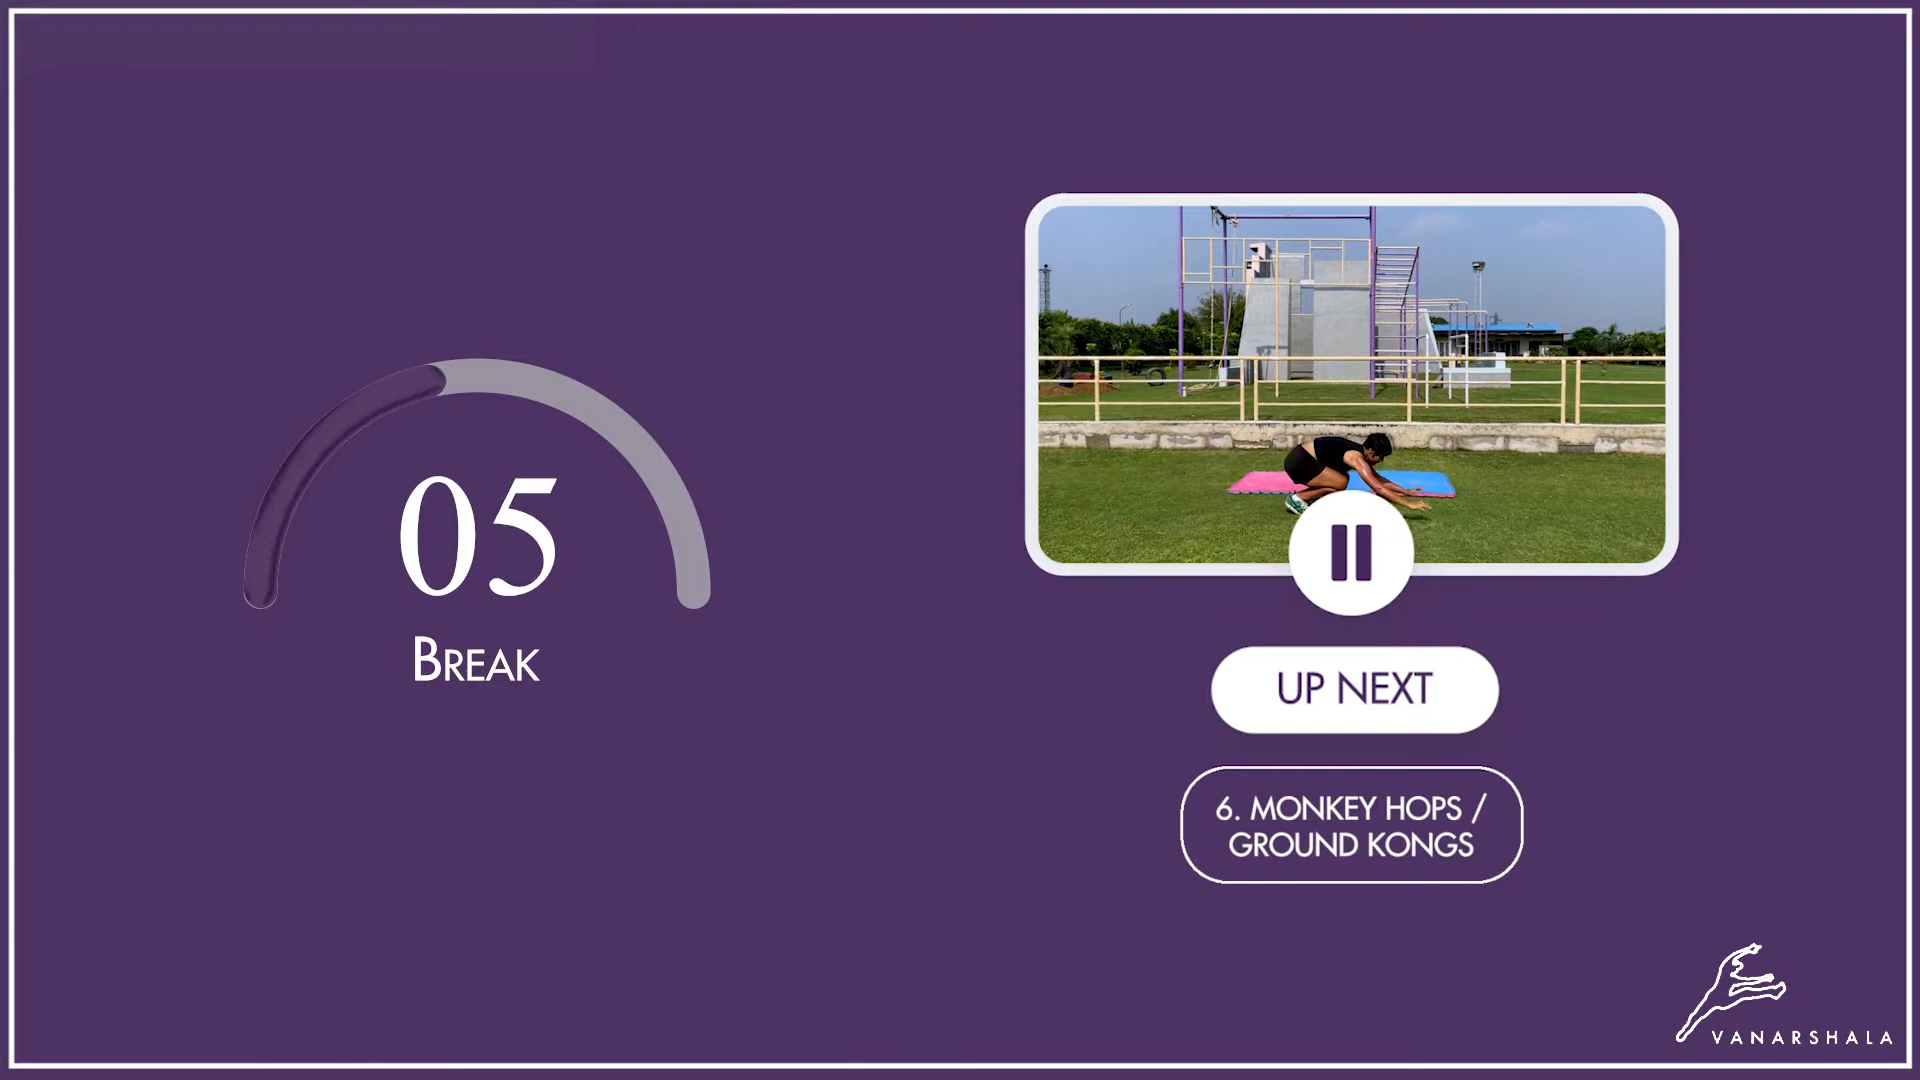 05
BREAK
UP NEXT
6. MONKEY HOPS /
GROUND KONGS
VANARSHALA